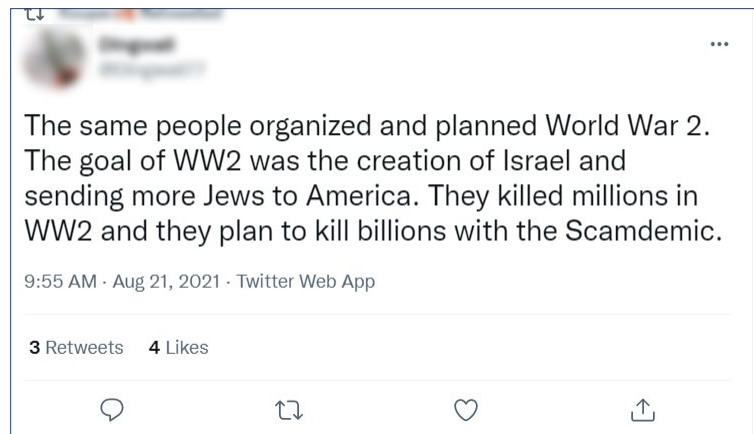 The same people organized and planned World War 2.
The goal of WW2 was the creation of Israel and
sending more Jews to America. They killed millions in
WW2 and they plan to kill billions with the Scamdemic.
9:55 AM · Aug 21, 2021 · Twitter Web App
3 Retweets 4 Likes